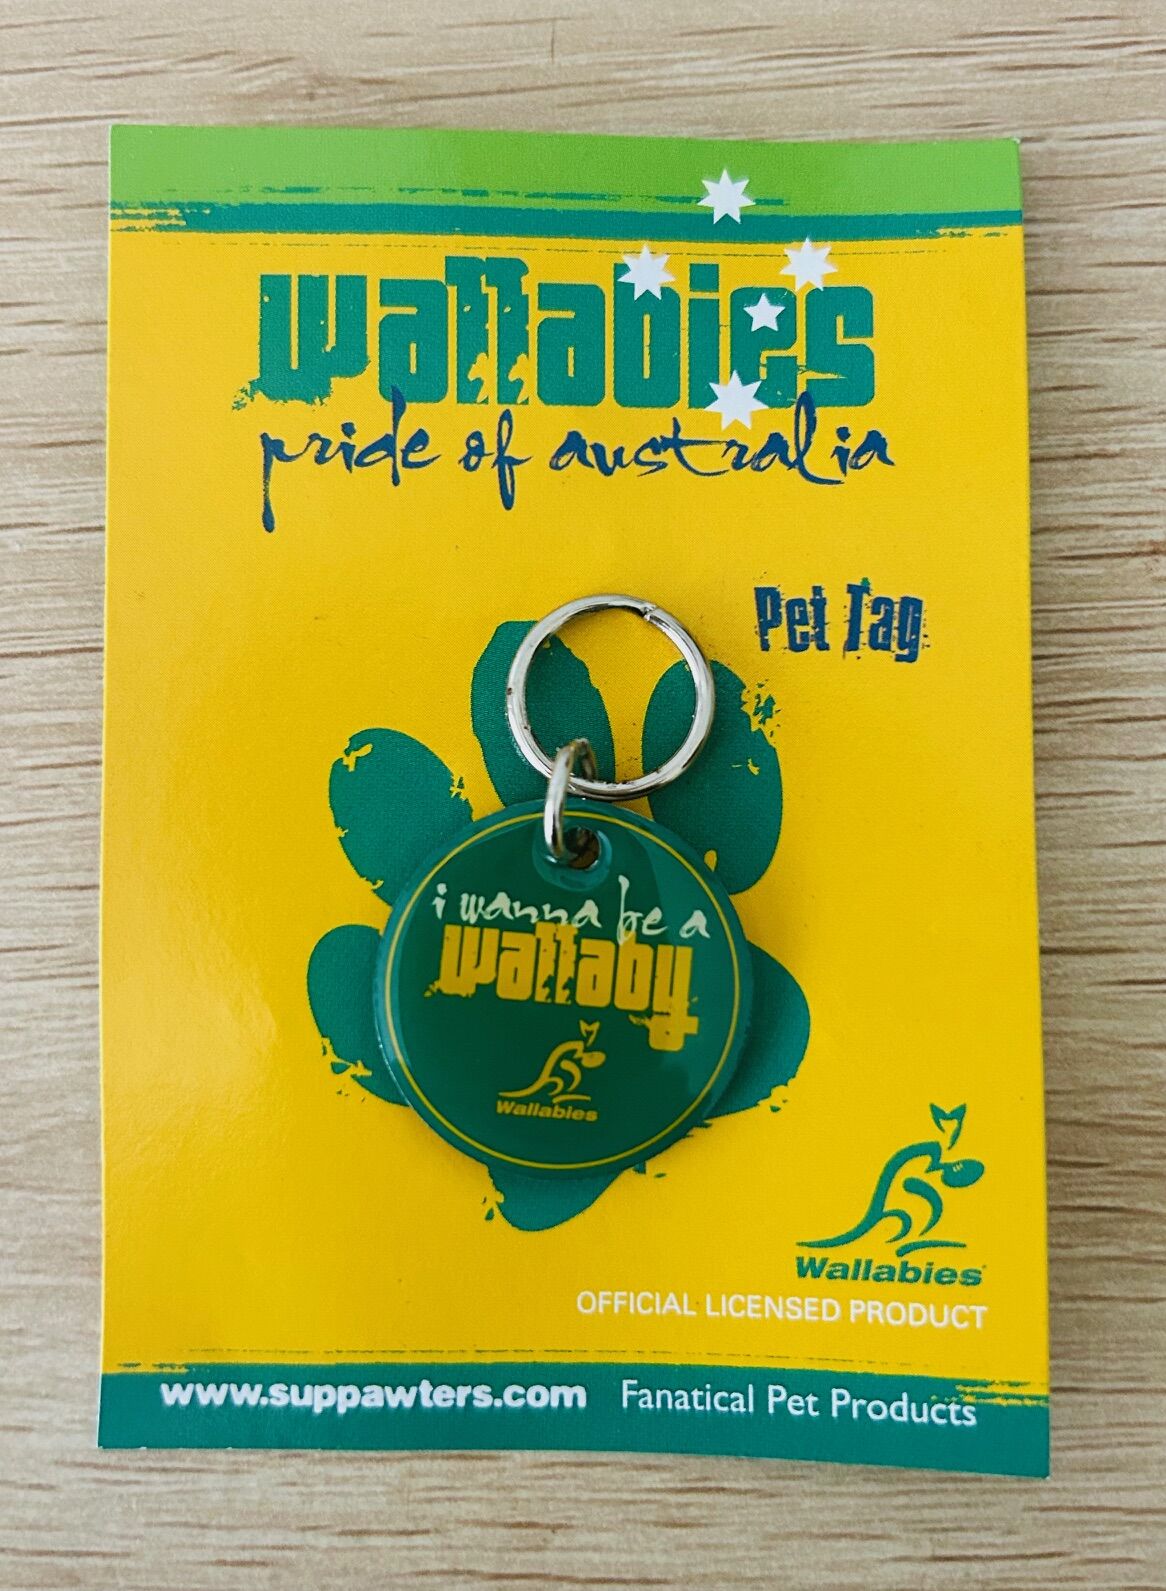 wallabies
pride of australia
Pet Tag
i wanna be a
wallaby
Wallabies
Wallabies
OFFICIAL LICENSED PRODUCT
www.suppawters.com Fanatical Pet Products